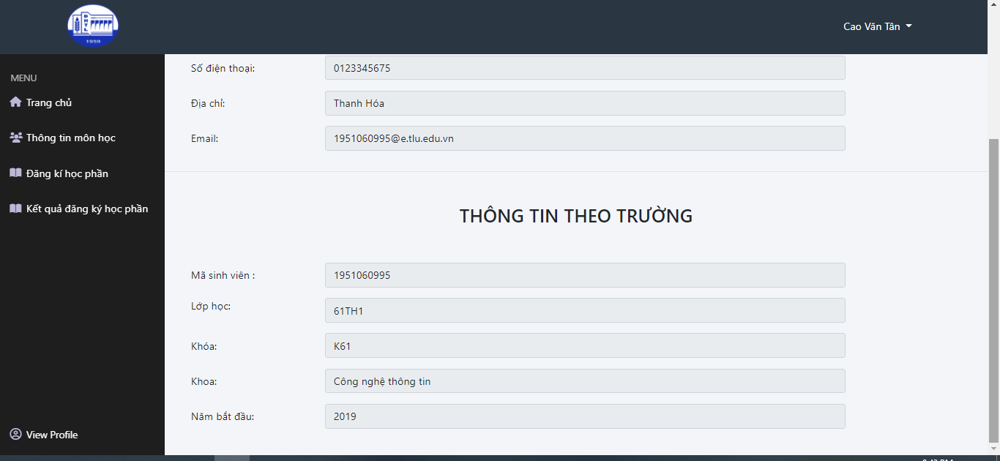 ĐHTL
1959
Cao Văn Tân
MENU
Trang chủ
Thông tin môn học
Đăng kí học phần
Kết quả đăng ký học phần
View Profile
Số điện thoại: 0123345675
Địa chỉ: Thanh Hóa
Email: 1951060995@e.tlu.edu.vn
THÔNG TIN THEO TRƯỜNG
Mã sinh viên : 1951060995
Lớp học: 61TH1
Khóa: K61
Khoa: Công nghệ thông tin
Năm bắt đầu: 2019